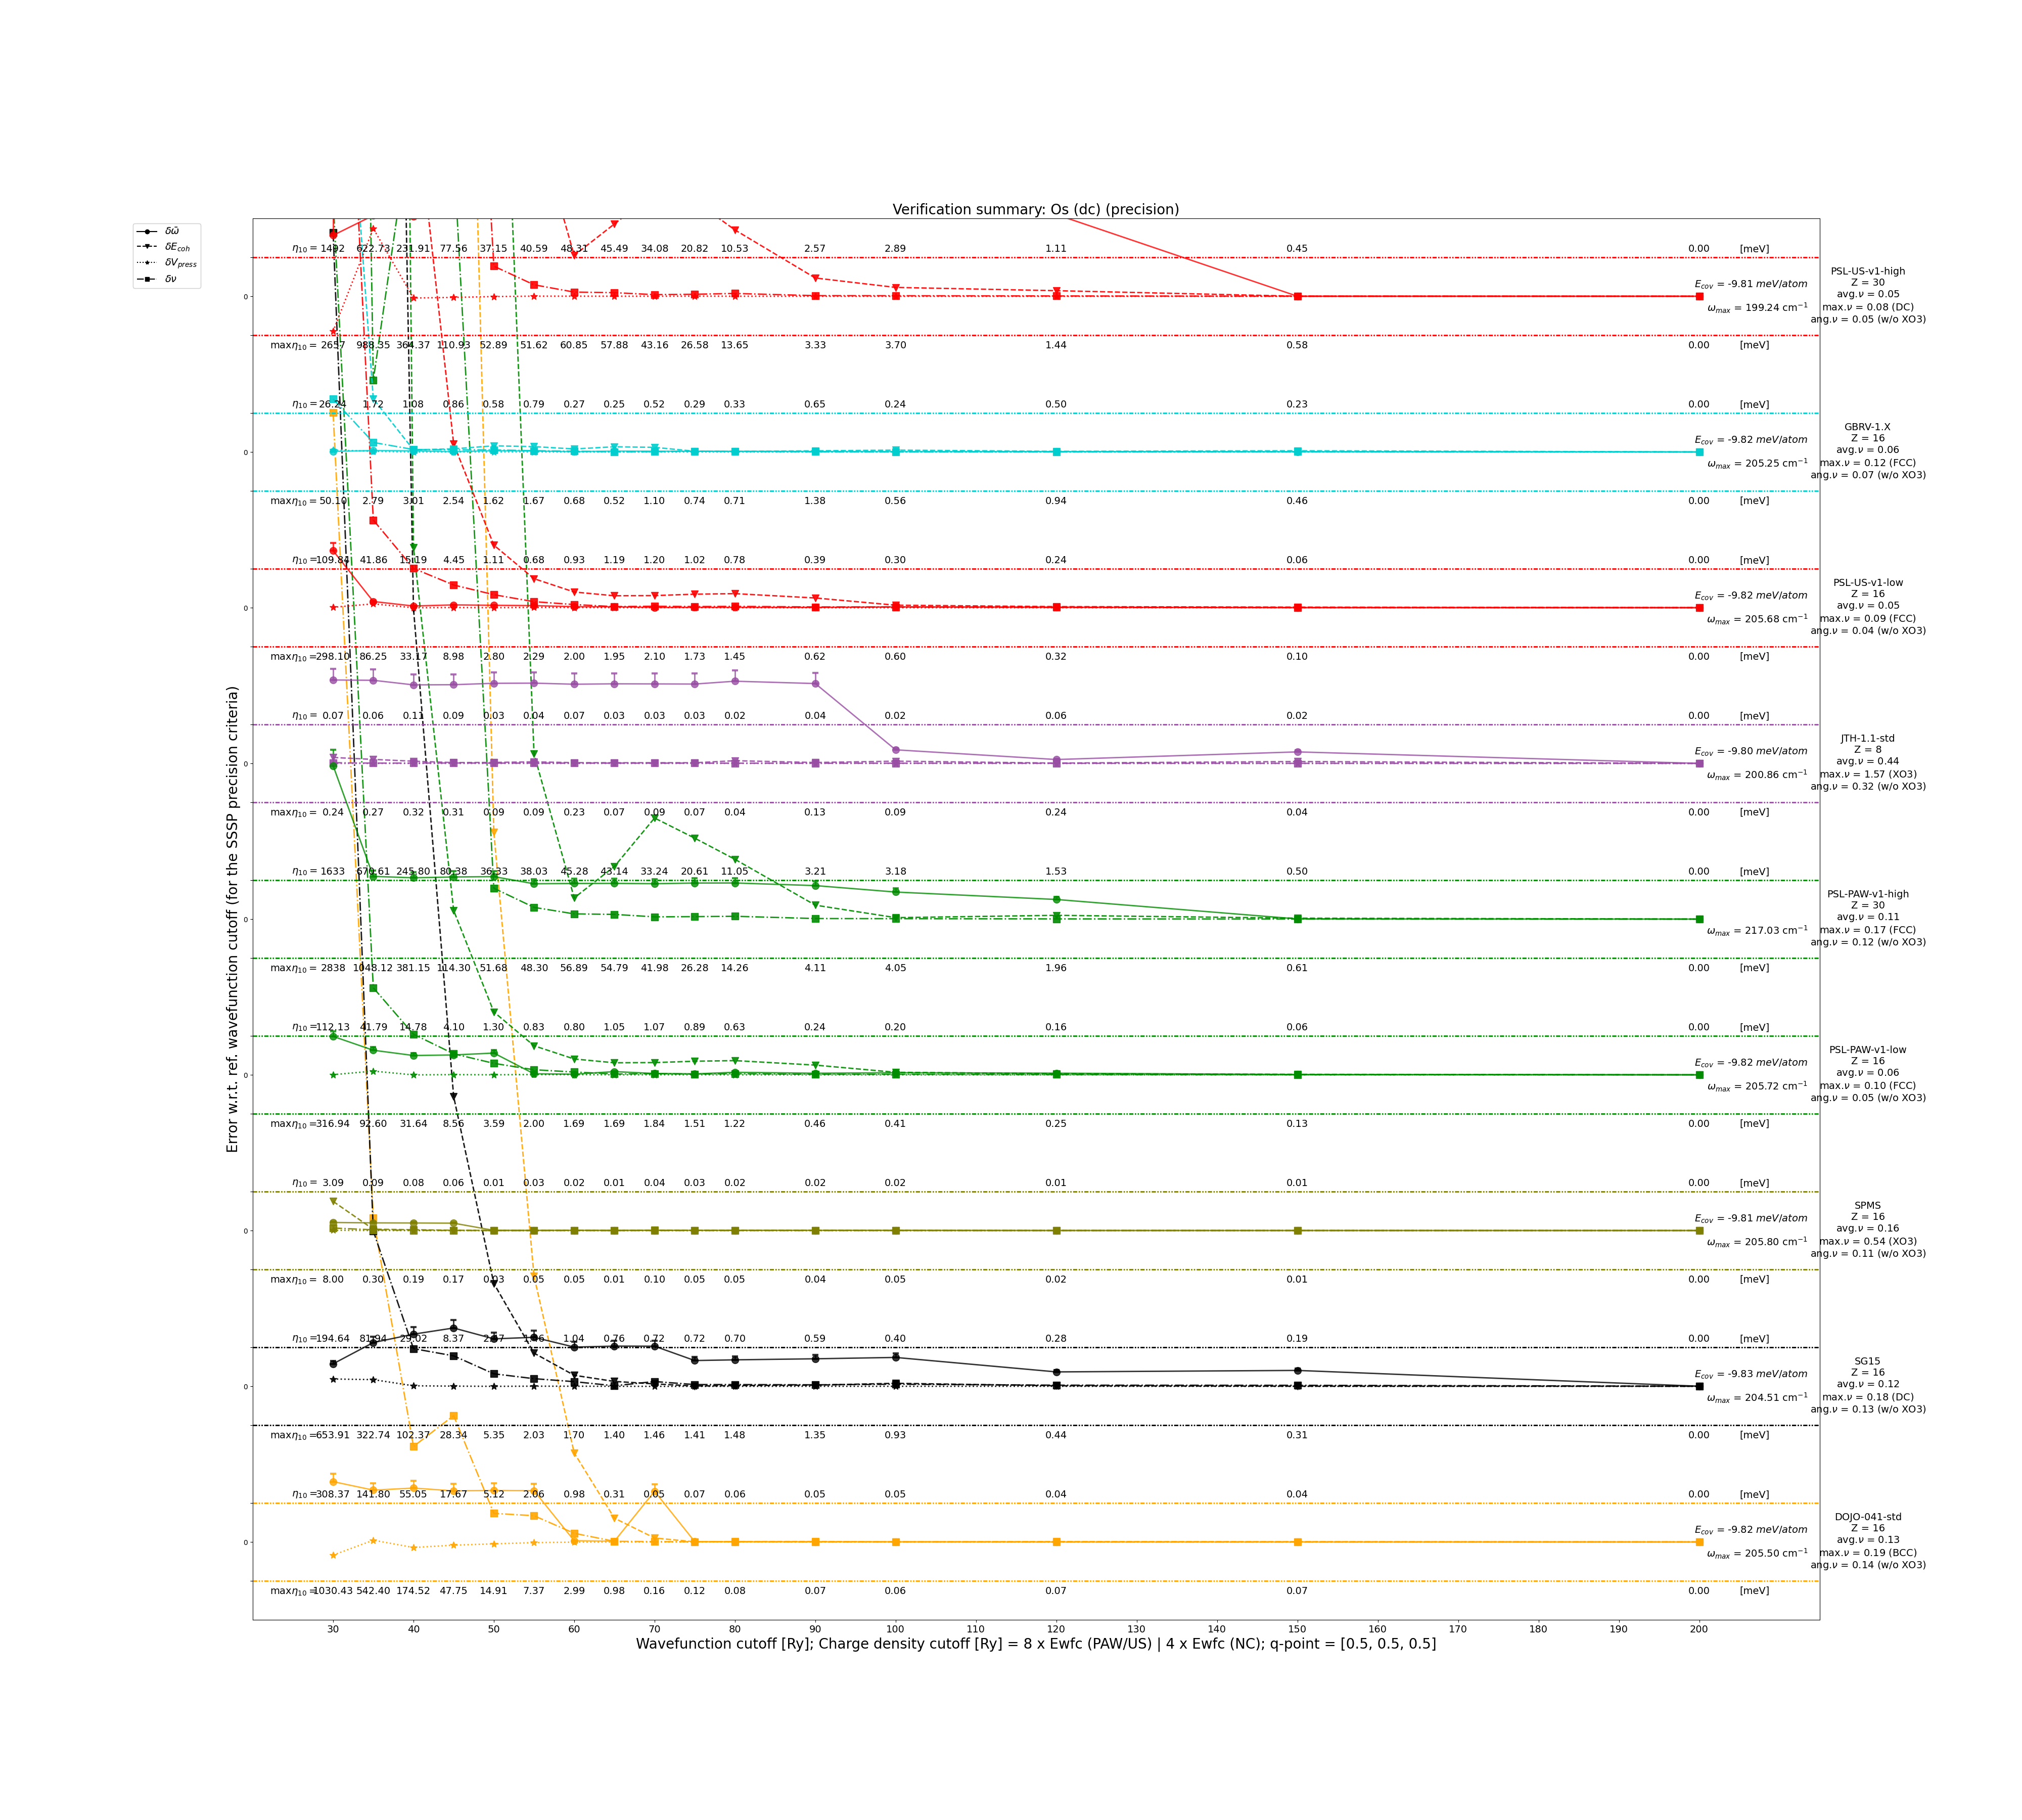 Verification summary: Os (dc) (precision)
δω̄
δE_coh
δV_press
δν
Error w.r.t. ref. wavefunction cutoff (for the SSSP precision criteria)
η₁₀ = 1492 622.73 231.91 77.56 37.15 40.59 48.31 45.49 34.08 20.82 10.53 2.57 2.89 1.11 0.45 0.00 [meV]
0
E_cov = -9.81 meV/atom
ω_max = 199.24 cm⁻¹
PSL-US-v1-high
Z = 30
avg.ν = 0.05
max.ν = 0.08 (DC)
ang.ν = 0.05 (w/o XO3)
maxη₁₀ = 2657 988.35 364.37 110.93 52.89 51.62 60.85 57.88 43.16 26.58 13.65 3.33 3.70 1.44 0.58 0.00 [meV]
η₁₀ = 26.24 1.72 1.08 0.86 0.58 0.79 0.27 0.25 0.52 0.29 0.33 0.65 0.24 0.50 0.23 0.00 [meV]
0
E_cov = -9.82 meV/atom
ω_max = 205.25 cm⁻¹
GBRV-1.X
Z = 16
avg.ν = 0.06
max.ν = 0.12 (FCC)
ang.ν = 0.07 (w/o XO3)
maxη₁₀ = 50.10 2.79 3.01 2.54 1.62 1.67 0.68 0.52 1.10 0.74 0.71 1.38 0.56 0.94 0.46 0.00 [meV]
η₁₀ = 109.84 41.86 15.19 4.45 1.11 0.68 0.93 1.19 1.20 1.02 0.78 0.39 0.30 0.24 0.06 0.00 [meV]
0
E_cov = -9.82 meV/atom
ω_max = 205.68 cm⁻¹
PSL-US-v1-low
Z = 16
avg.ν = 0.05
max.ν = 0.09 (FCC)
ang.ν = 0.04 (w/o XO3)
maxη₁₀ = 298.10 86.25 33.17 8.98 2.80 2.29 2.00 1.95 2.10 1.73 1.45 0.62 0.60 0.32 0.10 0.00 [meV]
η₁₀ = 0.07 0.06 0.11 0.09 0.03 0.04 0.07 0.03 0.03 0.03 0.02 0.04 0.02 0.06 0.02 0.00 [meV]
0
E_cov = -9.80 meV/atom
ω_max = 200.86 cm⁻¹
JTH-1.1-std
Z = 8
avg.ν = 0.44
max.ν = 1.57 (XO3)
ang.ν = 0.32 (w/o XO3)
maxη₁₀ = 0.24 0.27 0.32 0.31 0.09 0.09 0.23 0.07 0.09 0.07 0.04 0.13 0.09 0.24 0.04 0.00 [meV]
η₁₀ = 1633 245.80 80.38 36.33 38.03 45.28 43.14 33.24 20.61 11.05 3.21 3.18 1.53 0.50 0.00 [meV]
0
ω_max = 217.03 cm⁻¹
PSL-PAW-v1-high
Z = 30
avg.ν = 0.11
max.ν = 0.17 (FCC)
ang.ν = 0.12 (w/o XO3)
maxη₁₀ = 2838 1048.12 381.15 114.30 51.68 48.30 56.89 54.79 41.98 26.28 14.26 4.11 4.05 1.96 0.61 0.00 [meV]
η₁₀ = 112.13 41.79 14.78 4.10 1.30 0.83 0.80 1.05 1.07 0.89 0.63 0.24 0.20 0.16 0.06 0.00 [meV]
0
E_cov = -9.82 meV/atom
ω_max = 205.72 cm⁻¹
PSL-PAW-v1-low
Z = 16
avg.ν = 0.06
max.ν = 0.10 (FCC)
ang.ν = 0.05 (w/o XO3)
maxη₁₀ = 316.94 92.60 31.64 8.56 3.59 2.00 1.69 1.69 1.84 1.51 1.22 0.46 0.41 0.25 0.13 0.00 [meV]
η₁₀ = 3.09 0.09 0.08 0.06 0.01 0.03 0.02 0.01 0.04 0.03 0.02 0.02 0.02 0.01 0.01 0.00 [meV]
0
E_cov = -9.81 meV/atom
ω_max = 205.80 cm⁻¹
SPMS
Z = 16
avg.ν = 0.16
max.ν = 0.54 (XO3)
ang.ν = 0.11 (w/o XO3)
maxη₁₀ = 8.00 0.30 0.19 0.17 0.03 0.05 0.05 0.01 0.10 0.05 0.05 0.04 0.05 0.02 0.01 0.00 [meV]
η₁₀ = 194.64 81.94 29.02 8.37 1.04 0.76 0.72 0.72 0.70 0.59 0.40 0.28 0.19 0.00 [meV]
0
E_cov = -9.83 meV/atom
ω_max = 204.51 cm⁻¹
SG15
Z = 16
avg.ν = 0.12
max.ν = 0.18 (DC)
ang.ν = 0.13 (w/o XO3)
maxη₁₀ = 653.91 322.74 102.37 28.34 5.35 2.03 1.70 1.40 1.46 1.41 1.48 1.35 0.93 0.44 0.31 0.00 [meV]
η₁₀ = 308.37 141.80 55.05 17.67 5.12 2.06 0.98 0.31 0.05 0.07 0.06 0.05 0.05 0.04 0.04 0.00 [meV]
0
E_cov = -9.82 meV/atom
ω_max = 205.50 cm⁻¹
DOJO-041-std
Z = 16
avg.ν = 0.13
max.ν = 0.19 (BCC)
ang.ν = 0.14 (w/o XO3)
maxη₁₀ = 1030.43 542.40 174.52 47.75 14.91 7.37 2.99 0.98 0.16 0.12 0.08 0.07 0.06 0.07 0.07 0.00 [meV]
30 40 50 60 70 80 90 100 110 120 130 140 150 160 170 180 190 200
Wavefunction cutoff [Ry]; Charge density cutoff [Ry] = 8 x Ewfc (PAW/US) | 4 x Ewfc (NC); q-point = [0.5, 0.5, 0.5]